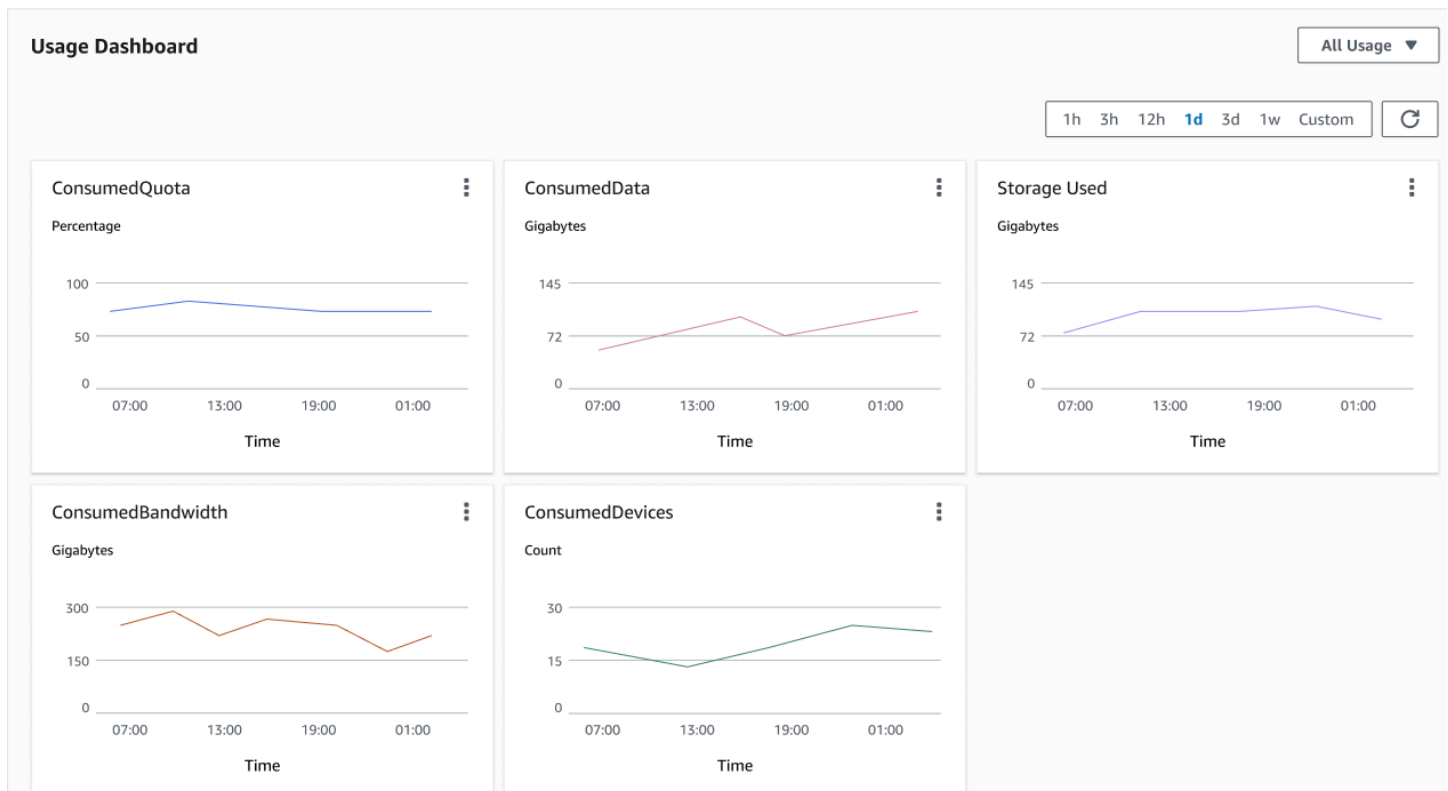 Usage Dashboard
All Usage
1h 3h 12h 1d 3d 1w Custom
ConsumedQuota
Percentage
100
50
0
07:00 13:00 19:00 01:00
Time
ConsumedData
Gigabytes
145
72
0
07:00 13:00 19:00 01:00
Time
Storage Used
Gigabytes
145
72
0
07:00 13:00 19:00 01:00
Time
ConsumedBandwidth
Gigabytes
300
150
0
07:00 13:00 19:00 01:00
Time
ConsumedDevices
Count
30
15
0
07:00 13:00 19:00 01:00
Time